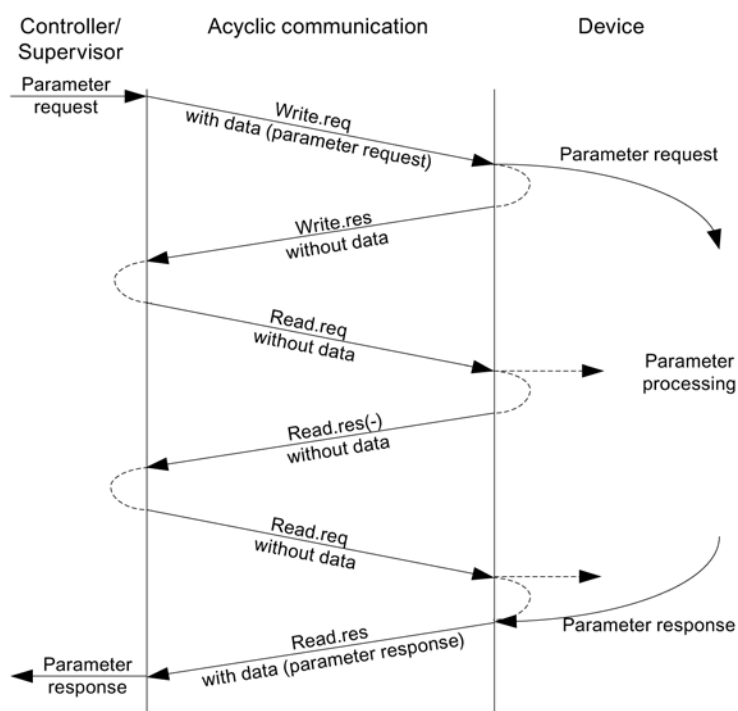 Controller/
Supervisor
Acyclic communication
Device
Parameter
request
Write.req
with data (parameter request)
Parameter request
Write.res
without data
Read.req
without data
Parameter
processing
Read.res(-)
without data
Read.req
without data
Parameter response
Read.res
with data (parameter response)
Parameter
response